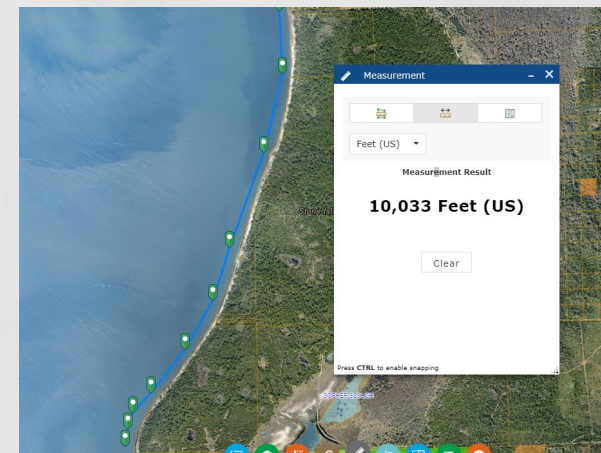 Measurement
Feet (US)
Measurement Result
10,033 Feet (US)
Clear
Press CTRL to enable snapping